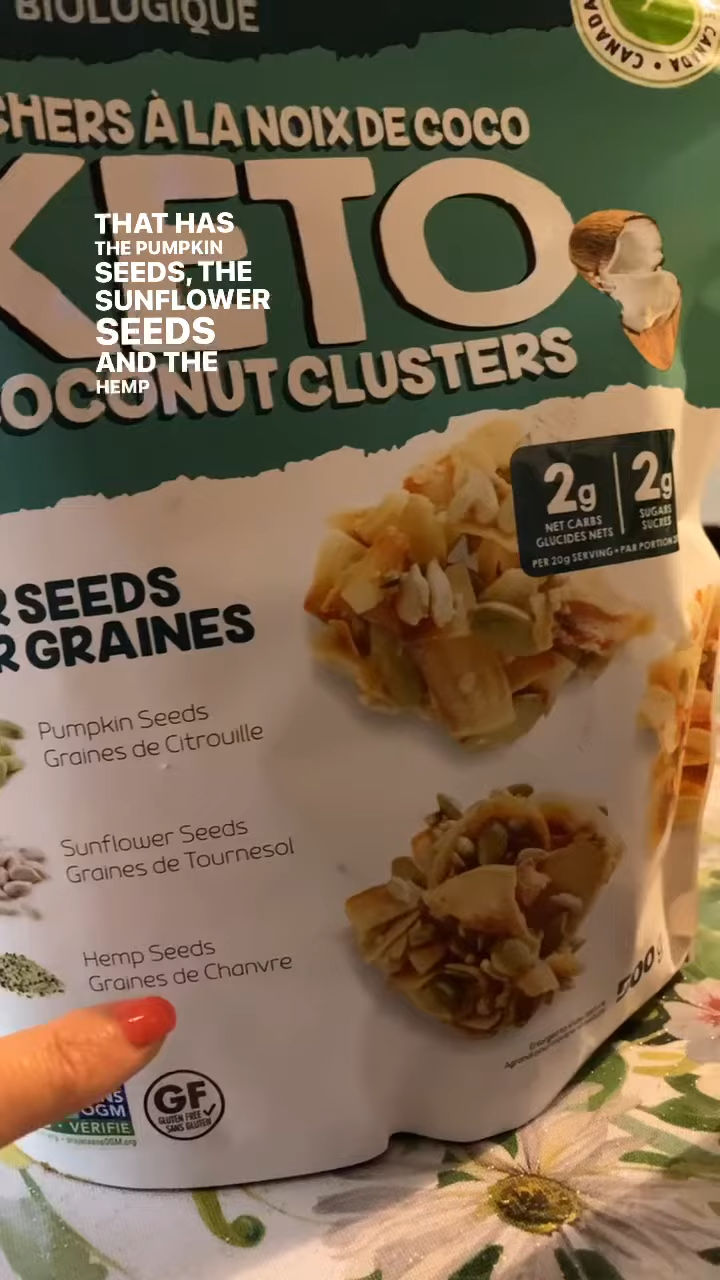 BIOLOGIQUE
CANADA • CANADA
CHERS À LA NOIX DE COCO
KETO
COCONUT CLUSTERS
THAT HAS
THE PUMPKIN
SEEDS, THE
SUNFLOWER
SEEDS
AND THE
HEMP
2g
NET CARBS
GLUCIDES NETS
2g
SUGARS
SUCRES
PER 20g SERVING • PAR PORTION
R SEEDS
R GRAINES
Pumpkin Seeds
Graines de Citrouille
Sunflower Seeds
Graines de Tournesol
Hemp Seeds
Graines de Chanvre
500g
OGM
VERIFIE
GF
GLUTEN FREE
SANS GLUTEN